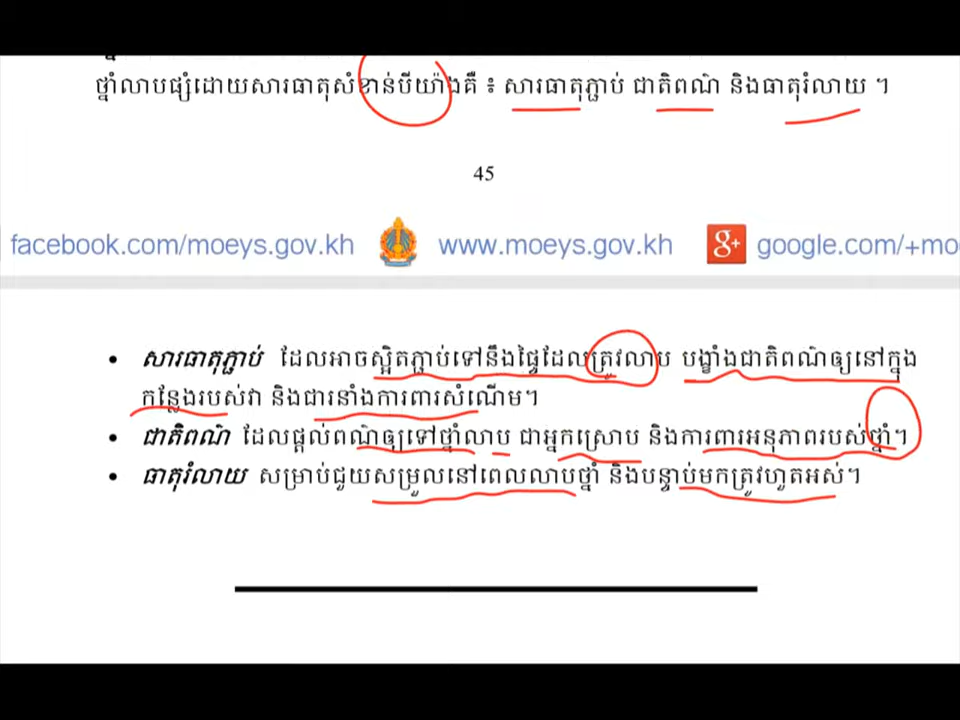 ថ្នាំលាបផ្សំដោយសារធាតុសំខាន់បីយ៉ាងគឺ ៖ សារធាតុភ្ជាប់ ជាតិពណ៌ និងធាតុរំលាយ ។
45
facebook.com/moeys.gov.kh www.moeys.gov.kh g+ google.com/+mo
• សារធាតុភ្ជាប់ ដែលអាចស្អិតភ្ជាប់ទៅនឹងផ្ទៃដែលត្រូវលាប បង្ខាំងជាតិពណ៌ឲ្យនៅក្នុង
កន្លែងរបស់វា និងជារនាំងការពារសំណើម។
• ជាតិពណ៌ ដែលផ្តល់ពណ៌ឲ្យទៅថ្នាំលាប ជាអ្នកស្រោប និងការពារអនុភាពរបស់ថ្នាំ។
• ធាតុរំលាយ សម្រាប់ជួយសម្រួលនៅពេលលាបថ្នាំ និងបន្ទាប់មកត្រូវហួតអស់។